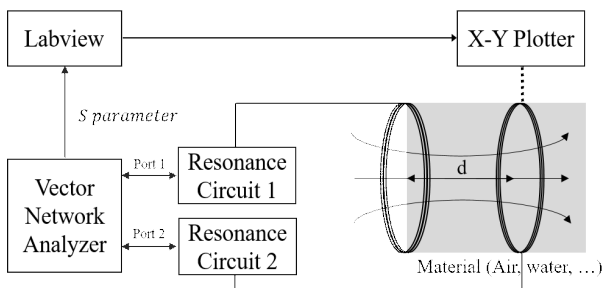 Labview
X-Y Plotter
S parameter
Port 1
Resonance
Circuit 1
d
Vector
Network
Analyzer
Port 2
Resonance
Circuit 2
Material (Air, water, …)